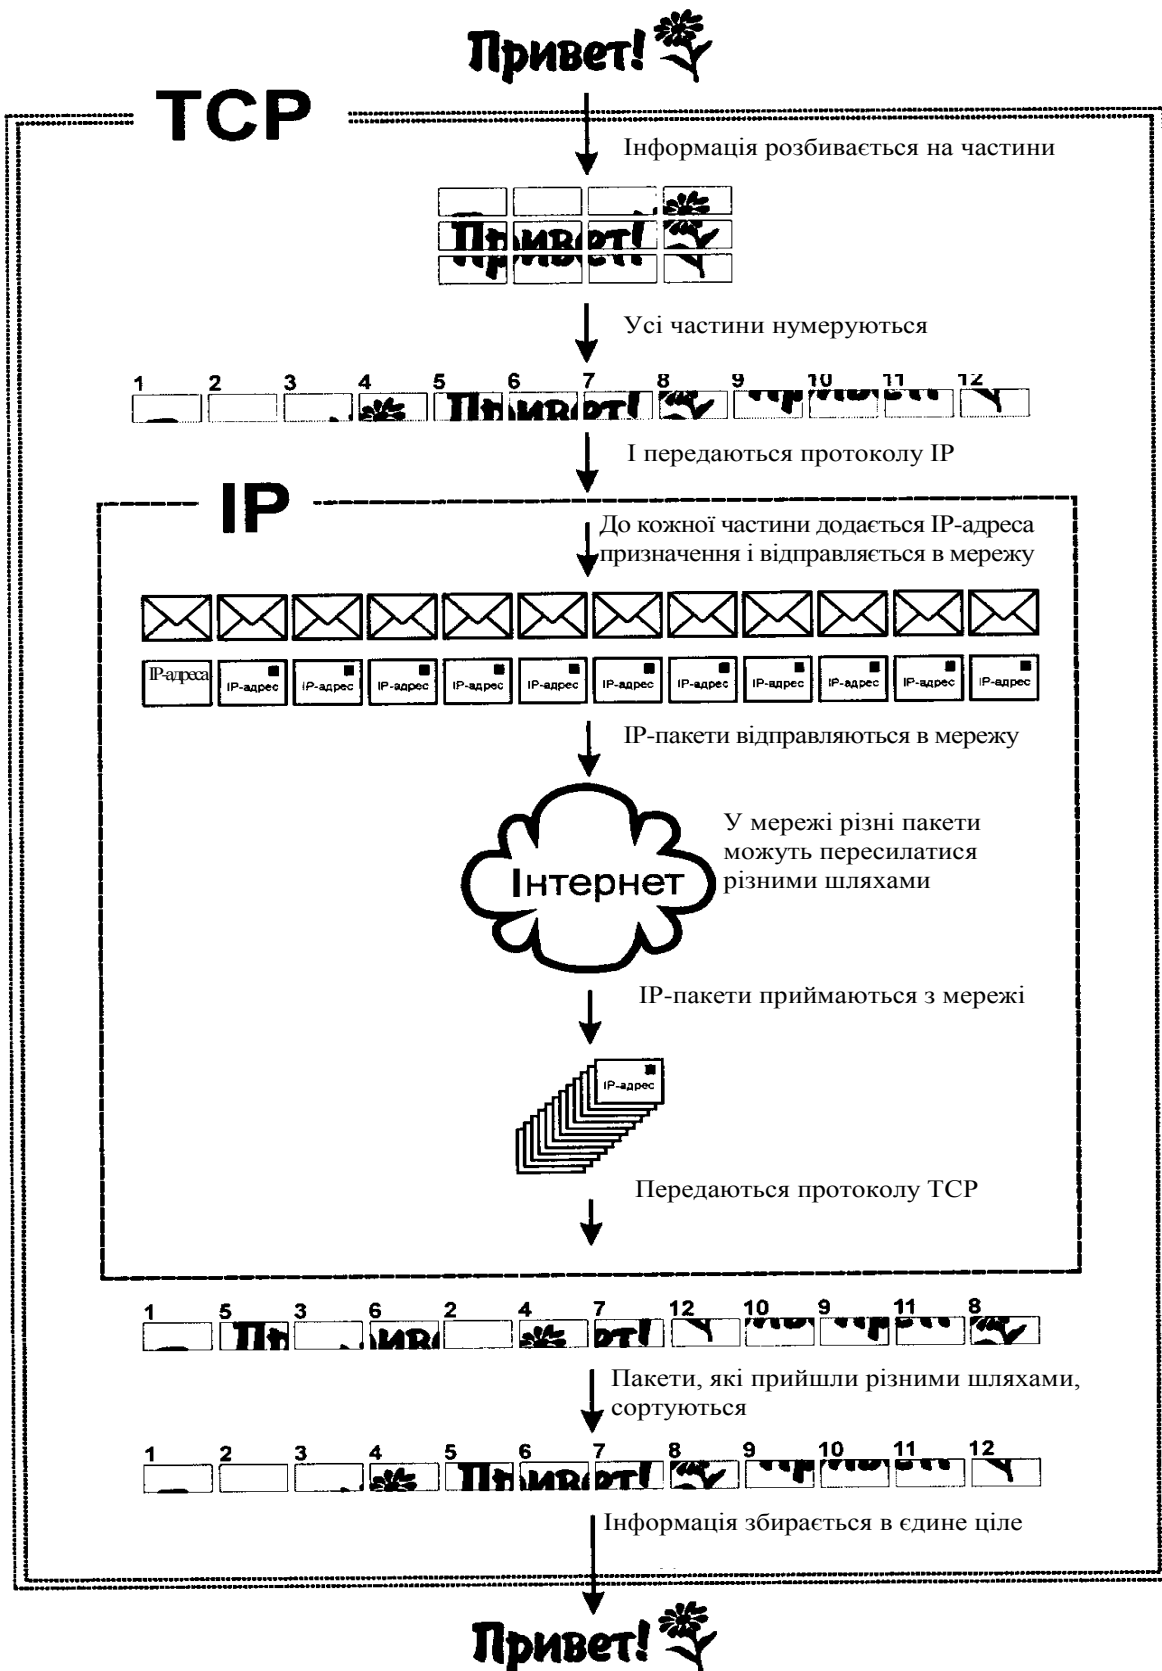 Привет!
TCP
Інформація розбивається на частини
Привет!
Усі частини нумеруються
1 2 3 4 5 6 7 8 9 10 11 12
Привет!
І передаються протоколу IP
IP
До кожної частини додається IP-адреса
призначення і відправляється в мережу
IP-адреса IP-адрес IP-адрес IP-адрес IP-адрес IP-адрес IP-адрес IP-адрес IP-адрес IP-адрес IP-адрес IP-адрес
IP-пакети відправляються в мережу
У мережі різні пакети
можуть пересилатися
різними шляхами
Інтернет
IP-пакети приймаються з мережі
IP-адрес
Передаються протоколу TCP
1 5 3 6 2 4 7 12 10 9 11 8
Пакети, які прийшли різними шляхами,
сортуються
1 2 3 4 5 6 7 8 9 10 11 12
Привет!
Інформація збирається в єдине ціле
Привет!